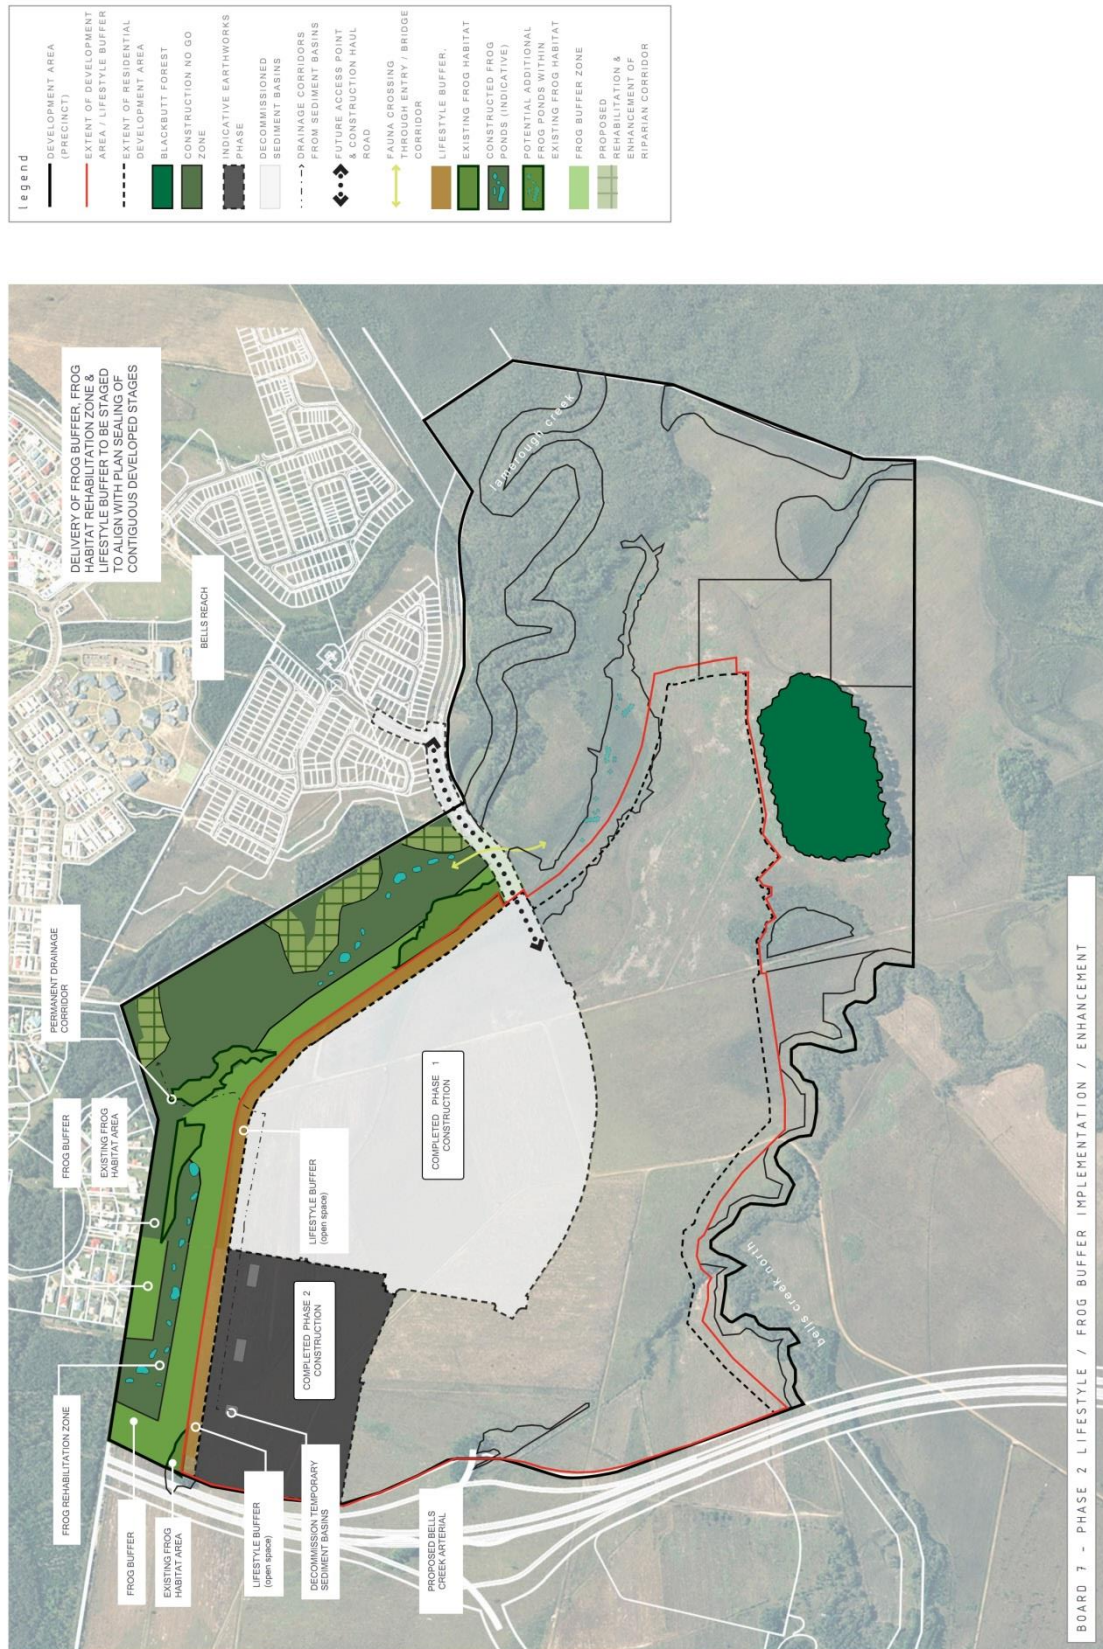 legend
DEVELOPMENT AREA
(PRECINCT)
EXTENT OF DEVELOPMENT
AREA / LIFESTYLE BUFFER
EXTENT OF RESIDENTIAL
DEVELOPMENT AREA
BLACKBUTT FOREST
CONSTRUCTION NO GO
ZONE
INDICATIVE EARTHWORKS
PHASE
DECOMMISSIONED
SEDIMENT BASINS
DRAINAGE CORRIDORS
FROM SEDIMENT BASINS
FUTURE ACCESS POINT
& CONSTRUCTION HAUL
ROAD
FAUNA CROSSING
THROUGH ENTRY / BRIDGE
CORRIDOR
LIFESTYLE BUFFER.
EXISTING FROG HABITAT
CONSTRUCTED FROG
PONDS (INDICATIVE)
POTENTIAL ADDITIONAL
FROG PONDS WITHIN
EXISTING FROG HABITAT
FROG BUFFER ZONE
PROPOSED
REHABILITATION &
ENHANCEMENT OF
RIPARIAN CORRIDOR
DELIVERY OF FROG BUFFER, FROG
HABITAT REHABILITATION ZONE &
LIFESTYLE BUFFER TO BE STAGED
TO ALIGN WITH PLAN SEALING OF
CONTIGUOUS DEVELOPED STAGES
BELLS REACH
PERMANENT DRAINAGE
CORRIDOR
FROG BUFFER
EXISTING FROG
HABITAT AREA
FROG REHABILITATION ZONE
FROG BUFFER
EXISTING FROG
HABITAT AREA
LIFESTYLE BUFFER
(open space)
DECOMMISSION TEMPORARY
SEDIMENT BASINS
LIFESTYLE BUFFER
(open space)
COMPLETED PHASE 2
CONSTRUCTION
COMPLETED PHASE 1
CONSTRUCTION
PROPOSED BELLS
CREEK ARTERIAL
lamerough creek
bells creek north
BOARD 7 - PHASE 2 LIFESTYLE / FROG BUFFER IMPLEMENTATION / ENHANCEMENT